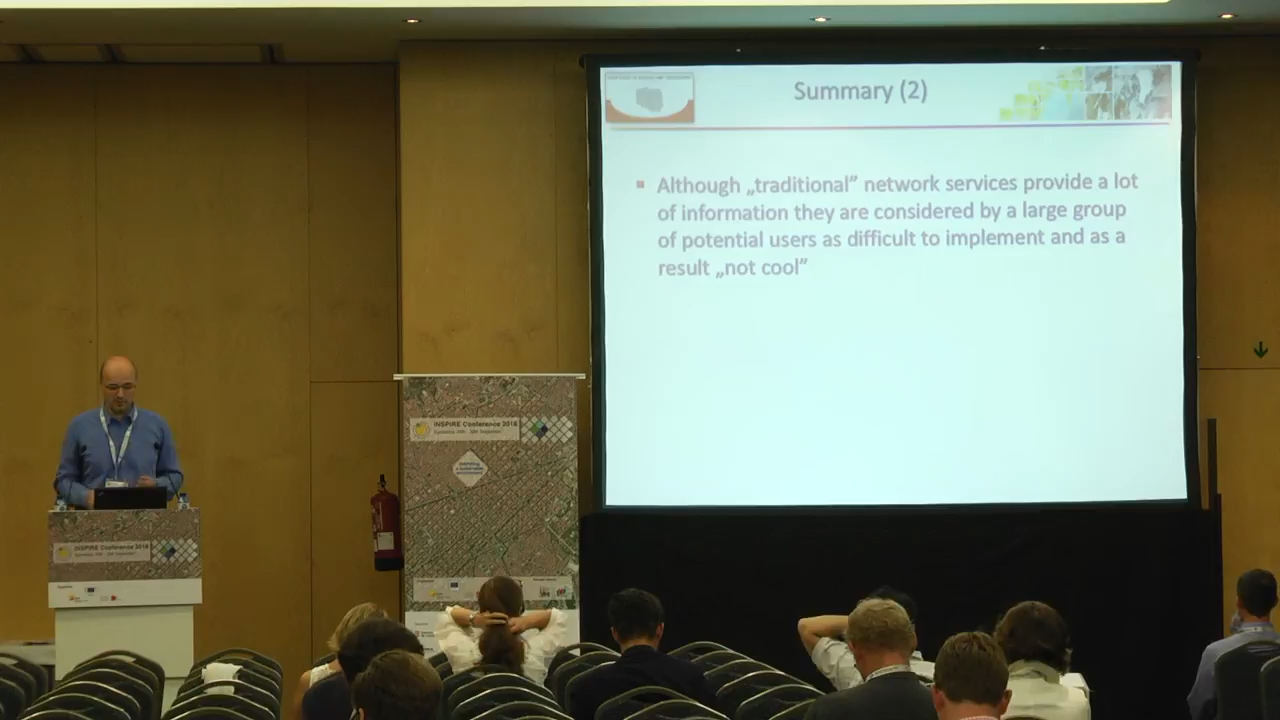 Summary (2)
Although „traditional” network services provide a lot
of information they are considered by a large group
of potential users as difficult to implement and as a
result „not cool”
INSPIRE Conference 2016
INSPIRE Conference 2016